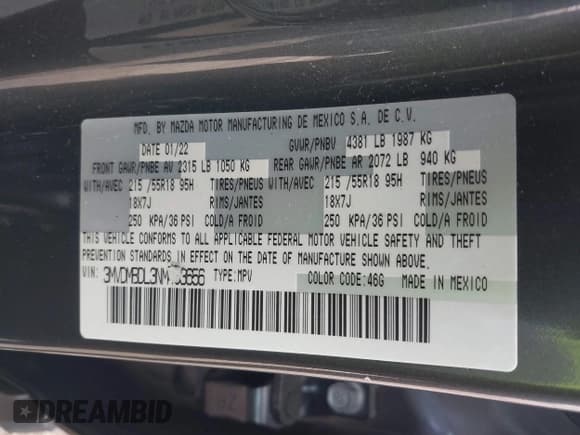 MFD. BY MAZDA MOTOR MANUFACTURING DE MEXICO S.A. DE C.V.
DATE 01/22 GVWR/PNBV 4381 LB 1987 KG
FRONT GAWR/PNBE AV 2315 LB 1050 KG REAR GAWR/PNBE AR 2072 LB 940 KG
WITH/AVEC 215 /55R18 95H TIRES/PNEUS WITH/AVEC 215 /55R18 95H TIRES/PNEUS
18X7J RIMS/JANTES 18X7J RIMS/JANTES
250 KPA/36 PSI COLD/A FROID 250 KPA/36 PSI COLD/A FROID
THIS VEHICLE CONFORMS TO ALL APPLICABLE FEDERAL MOTOR VEHICLE SAFETY AND THEFT
PREVENTION STANDARDS IN EFFECT ON THE DATE OF MANUFACTURE SHOWN ABOVE.
VIN: TYPE:MPV COLOR CODE:46G MADE IN MEXICO
DREAMBID